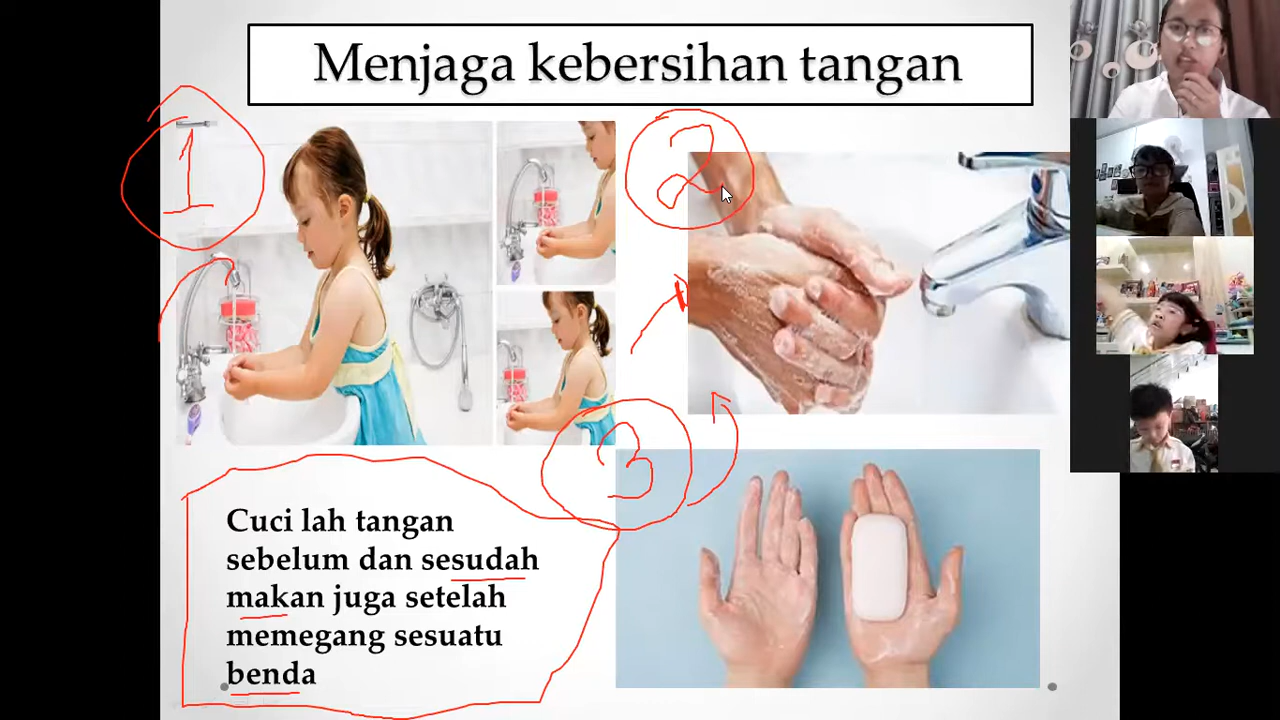 Menjaga kebersihan tangan
1
2
3
Cuci lah tangan
sebelum dan sesudah
makan juga setelah
memegang sesuatu
benda